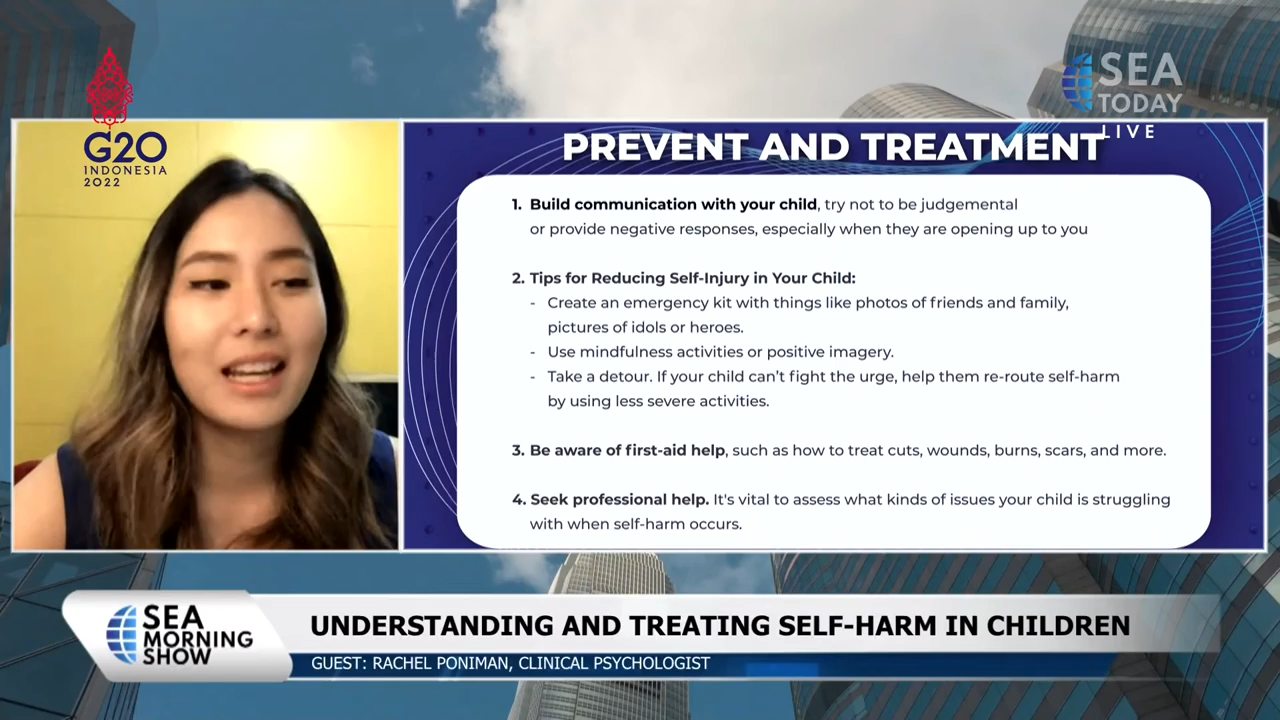 G20
INDONESIA
2022
SEA
TODAY
LIVE
PREVENT AND TREATMENT
1. Build communication with your child, try not to be judgemental
or provide negative responses, especially when they are opening up to you
2. Tips for Reducing Self-Injury in Your Child:
- Create an emergency kit with things like photos of friends and family,
pictures of idols or heroes.
- Use mindfulness activities or positive imagery.
- Take a detour. If your child can't fight the urge, help them re-route self-harm
by using less severe activities.
3. Be aware of first-aid help, such as how to treat cuts, wounds, burns, scars, and more.
4. Seek professional help. It's vital to assess what kinds of issues your child is struggling
with when self-harm occurs.
SEA
MORNING
SHOW
UNDERSTANDING AND TREATING SELF-HARM IN CHILDREN
GUEST: RACHEL PONIMAN, CLINICAL PSYCHOLOGIST